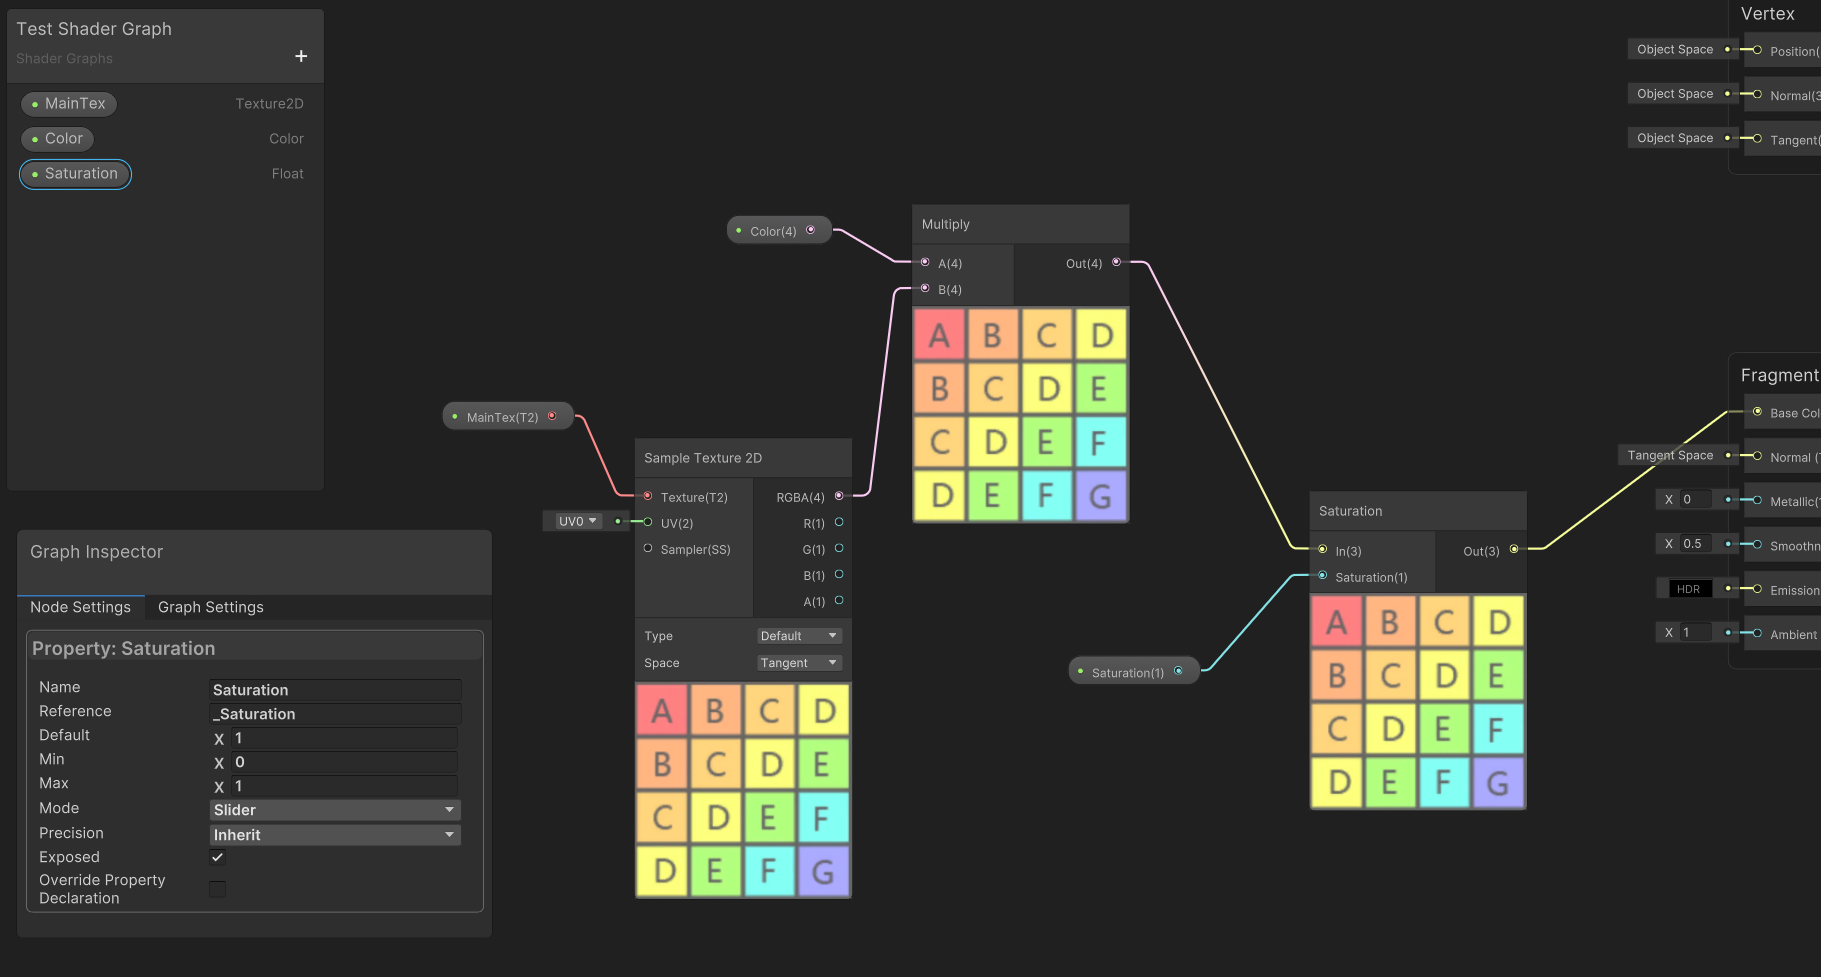 Test Shader Graph
Shader Graphs
+
MainTex Texture2D
Color Color
Saturation Float
Graph Inspector
Node Settings Graph Settings
Property: Saturation
Name Saturation
Reference _Saturation
Default X 1
Min X 0
Max X 1
Mode Slider
Precision Inherit
Exposed
Override Property
Declaration
MainTex(T2)
UV0
Sample Texture 2D
Texture(T2) RGBA(4)
UV(2) R(1)
Sampler(SS) G(1)
B(1)
A(1)
Type Default
Space Tangent
A B C D
B C D E
C D E F
D E F G
Color(4)
Multiply
A(4) Out(4)
B(4)
A B C D
B C D E
C D E F
D E F G
Saturation(1)
Saturation
In(3) Out(3)
Saturation(1)
A B C D
B C D E
C D E F
D E F G
Vertex
Object Space Position(
Object Space Normal(3
Object Space Tangent(
Fragment
Base Col
Tangent Space Normal (T
X 0 Metallic(1
X 0.5 Smoothn
HDR Emission
X 1 Ambient